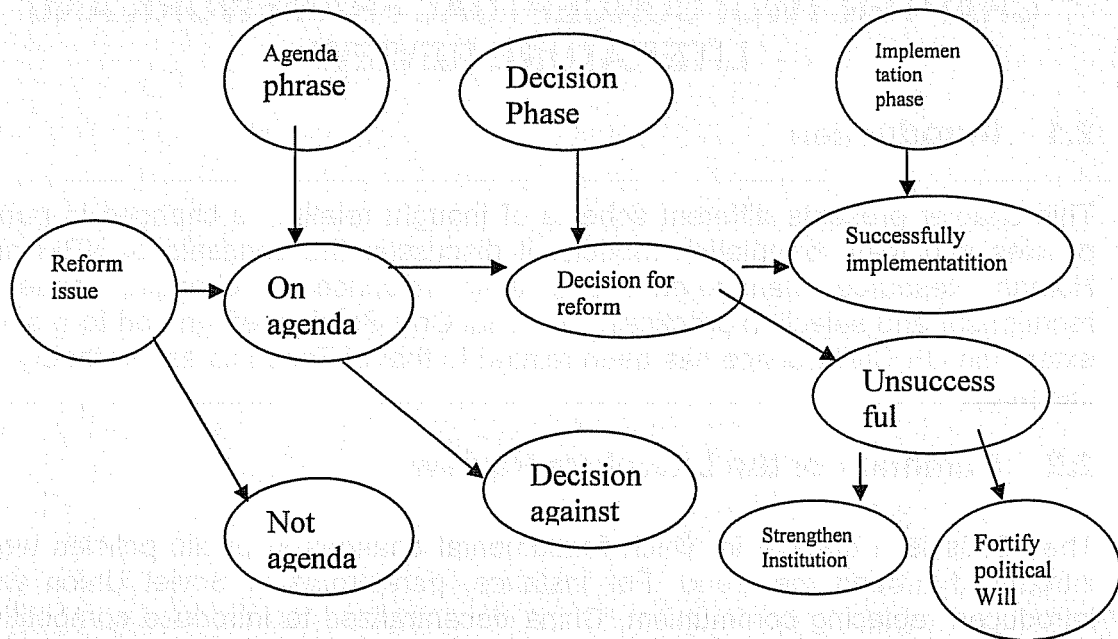 Agenda
phrase
Decision
Phase
Implemen
tation
phase
Reform
issue
On
agenda
Decision for
reform
Successfully
implementatition
Unsuccess
ful
Not
agenda
Decision
against
Strengthen
Institution
Fortify
political
Will